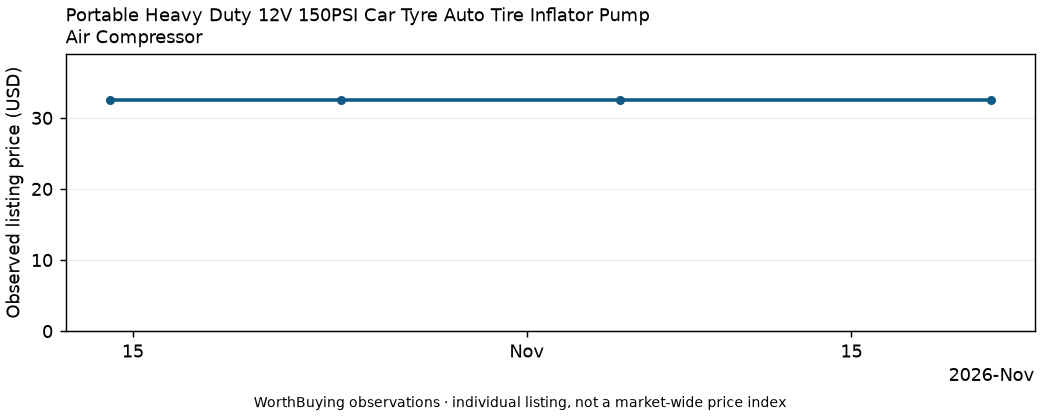 Portable Heavy Duty 12V 150PSI Car Tyre Auto Tire Inflator Pump
Air Compressor
Observed listing price (USD)
30
20
10
0
15
Nov
15
2026-Nov
WorthBuying observations · individual listing, not a market-wide price index